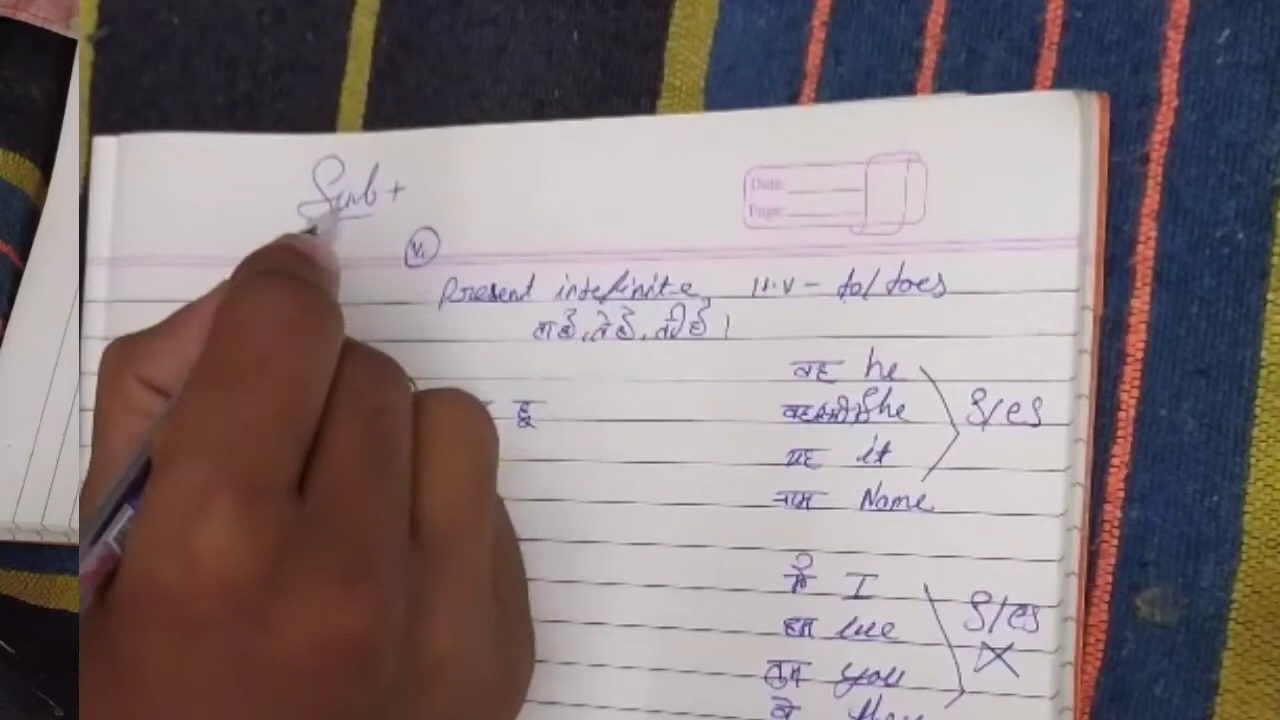 Sub +
Date:
Page:
V₁
Present indefinite, H.V - do/does
ता है, ते है, ती है।
वह he
हूँ
वह She S/es
यह it
नाम Name
मैं I
S/es
हम we
X
तुम you
वे they